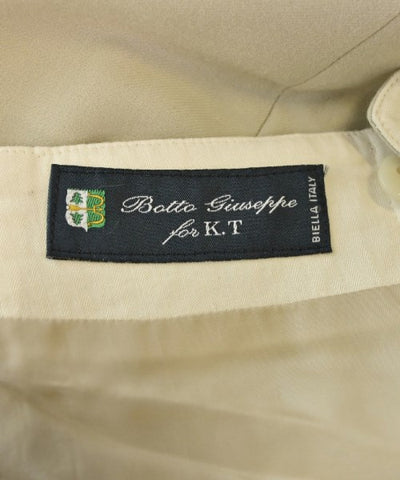 Botto Giuseppe
for K.T
BIELLA ITALY